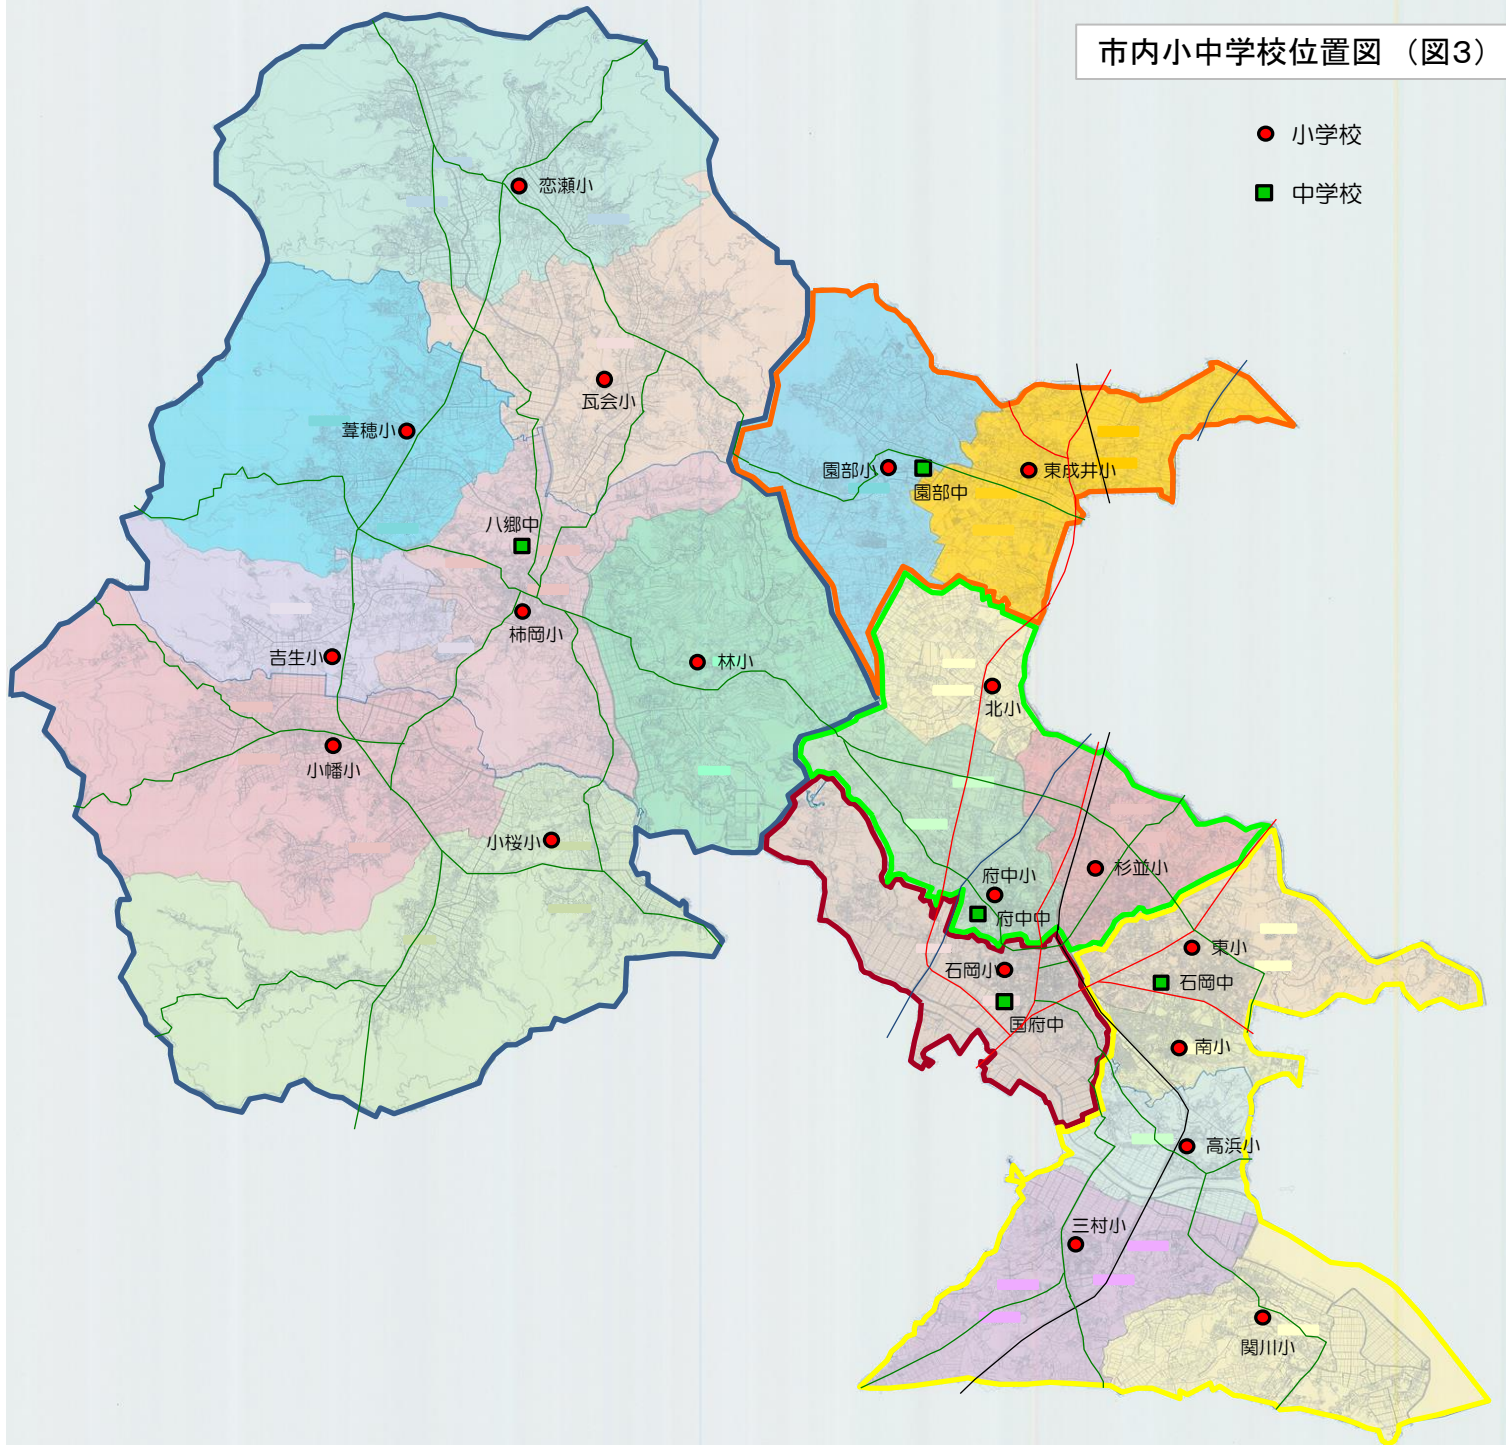 市内小中学校位置図 （図3）
小学校
中学校
恋瀬小
瓦会小
葦穂小
園部小
園部中
東成井小
八郷中
柿岡小
吉生小
林小
北小
小幡小
小桜小
府中小
府中中
杉並小
東小
石岡小
石岡中
国府中
南小
高浜小
三村小
関川小